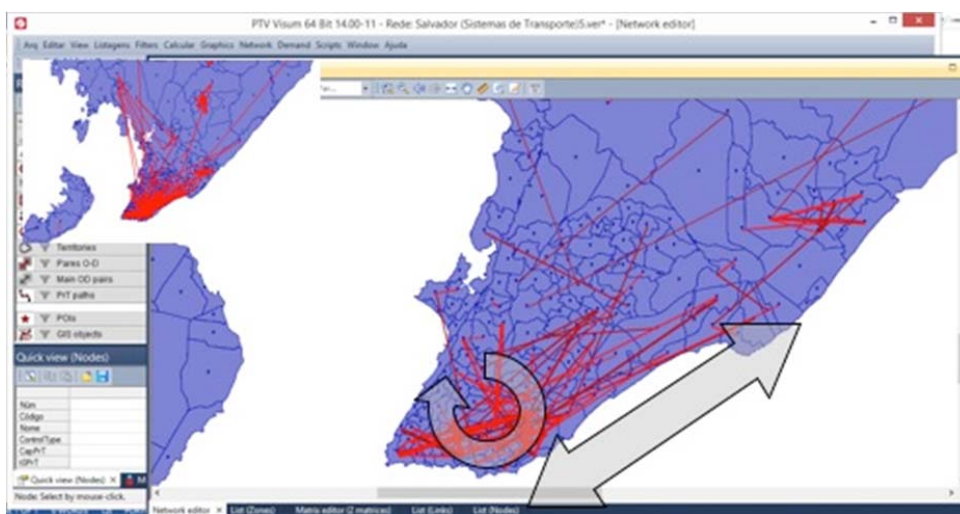 PTV Visum 64 Bit 14.00-11 - Rede: Salvador (Sistemas de Transporte)5.ver* - [Network editor]
Arq Editar View Listagens Filters Calcular Graphics Network Demand Scripts Window Ajuda
Territories
Pares O-D
Main OD pairs
PrT paths
POIs
GIS objects
Quick view (Nodes)
Núm
Código
Nome
ControlType
CapPrT
Quick view (Nodes)
Node: Select by mouse-click.
Network editor List (Zones) Matrix editor (2 matrices) List (Links) List (Nodes)